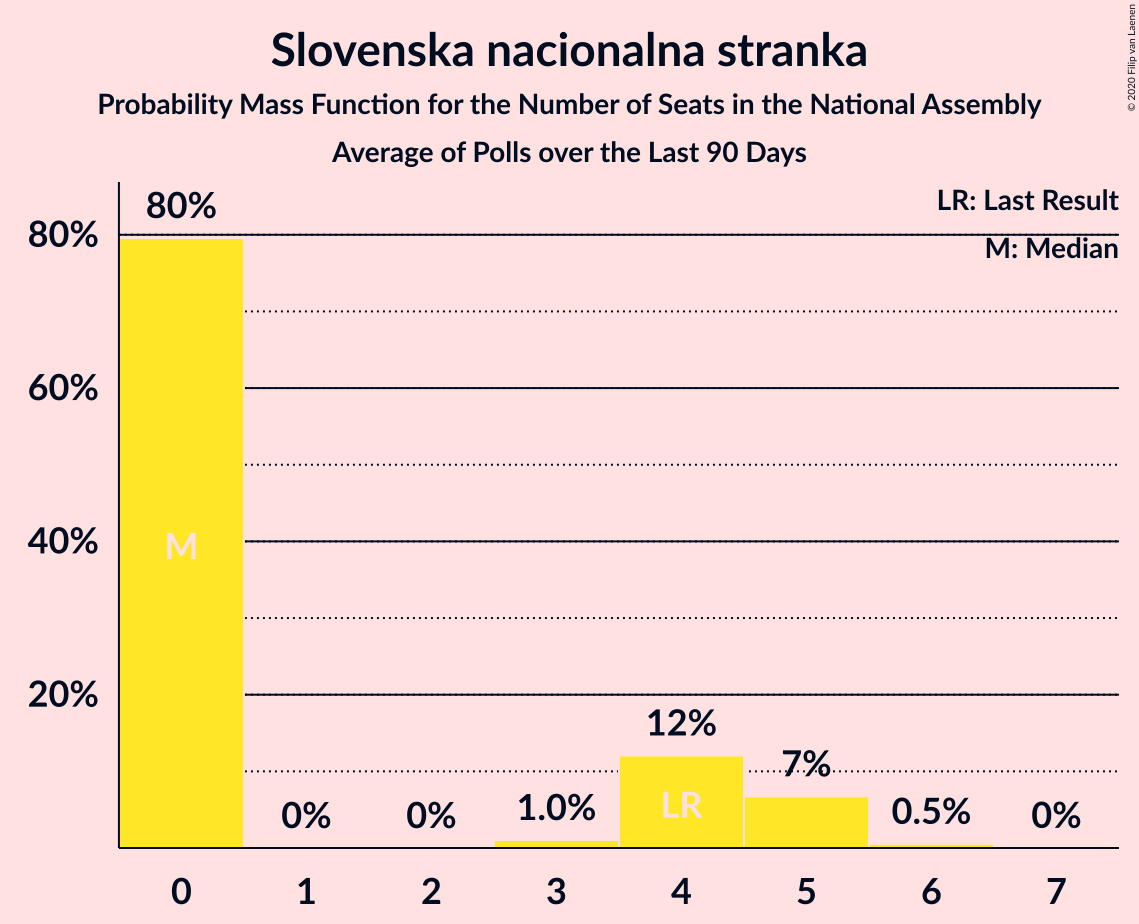 Slovenska nacionalna stranka
Probability Mass Function for the Number of Seats in the National Assembly
Average of Polls over the Last 90 Days
© 2020 Filip van Laenen
LR: Last Result
M: Median
80%
60%
40%
20%
80%
0%
0%
1.0%
12%
7%
0.5%
0%
M
LR
0 1 2 3 4 5 6 7